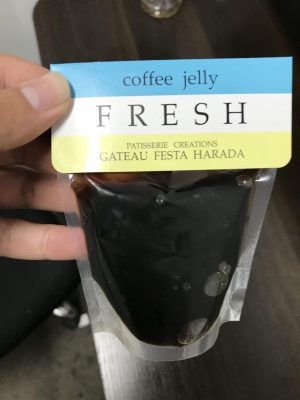 coffee jelly
FRESH
PATISSERIE CREATIONS
GATEAU FESTA HARADA